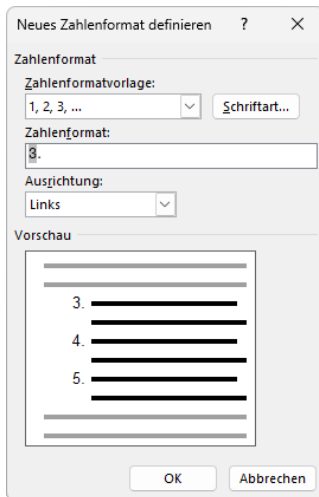 Neues Zahlenformat definieren ? ×
Zahlenformat
Zahlenformatvorlage:
1, 2, 3, ... Schriftart...
Zahlenformat:
3.
Ausrichtung:
Links
Vorschau
3.
4.
5.
OK Abbrechen